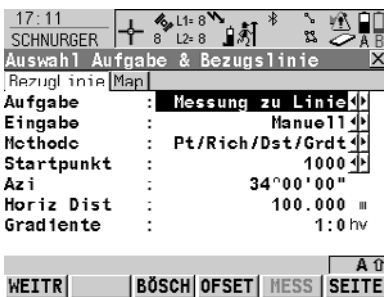 17:11
SCHNURGER
8
L1= 8
L2= 8
A B
Auswahl Aufgabe & Bezugslinie X
BezugLinie Map
Aufgabe : Messung zu Linie
Eingabe : Manuell
Methode : Pt/Rich/Dst/Grdt
Startpunkt : 1000
Azi : 34°00'00"
Horiz Dist : 100.000 m
Gradiente : 1:0 hv
A
WEITR BÖSCH OFSET MESS SEITE